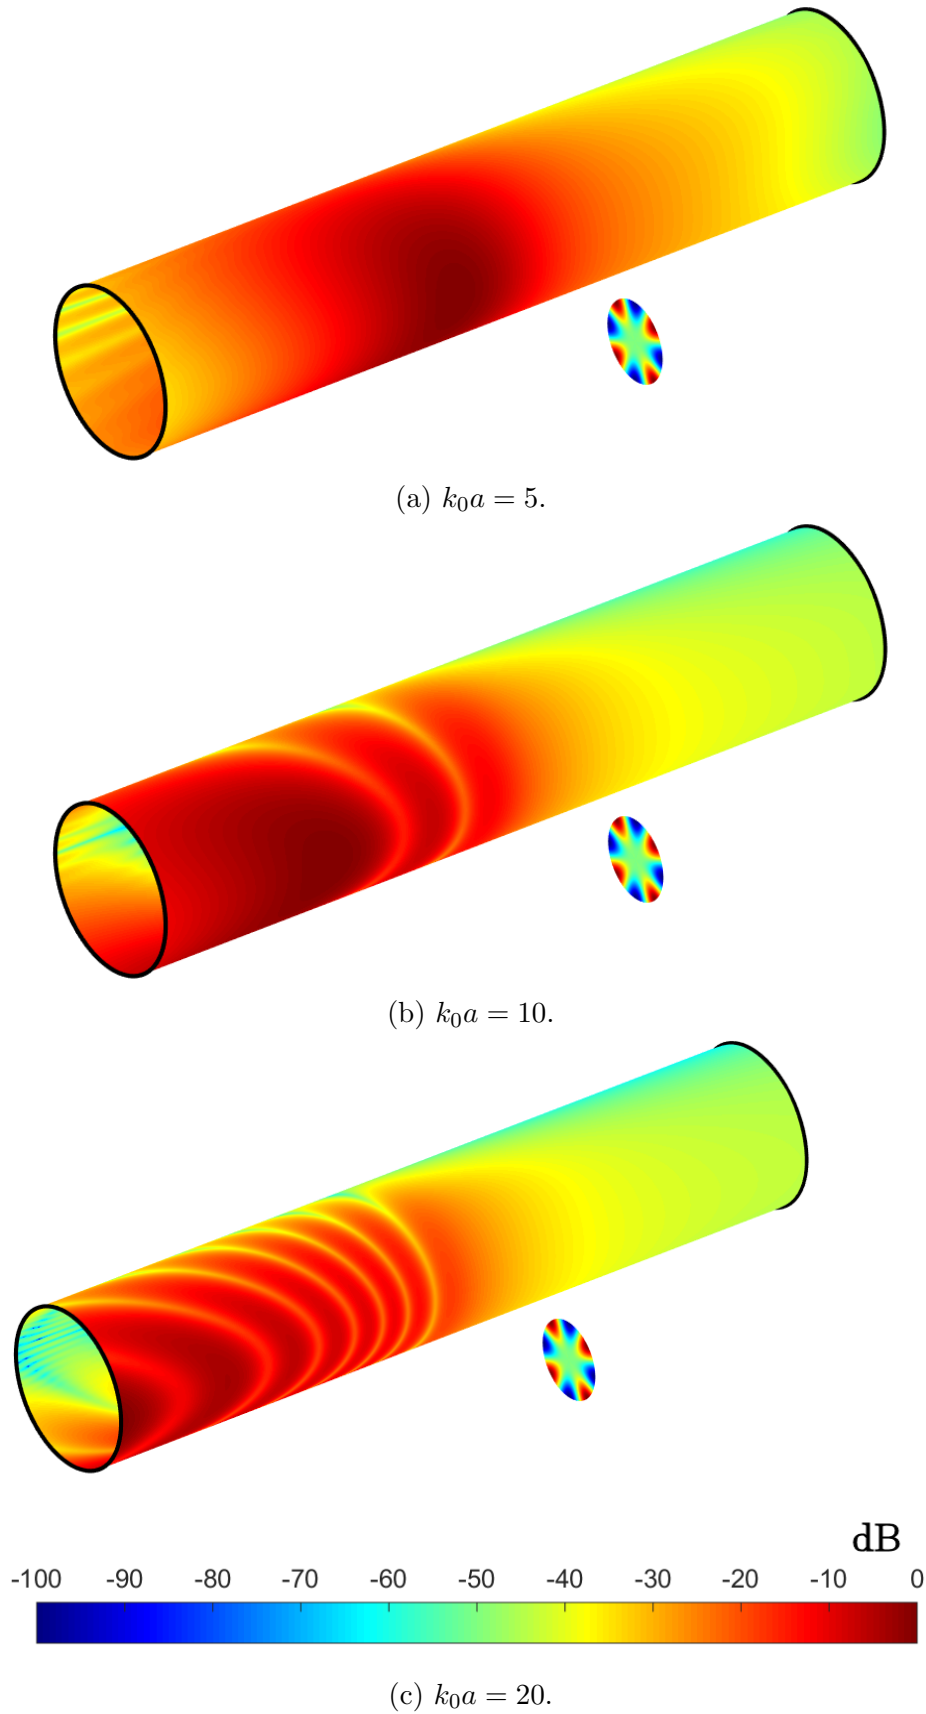 (a) k₀a = 5.
(b) k₀a = 10.
dB
-100 -90 -80 -70 -60 -50 -40 -30 -20 -10 0
(c) k₀a = 20.